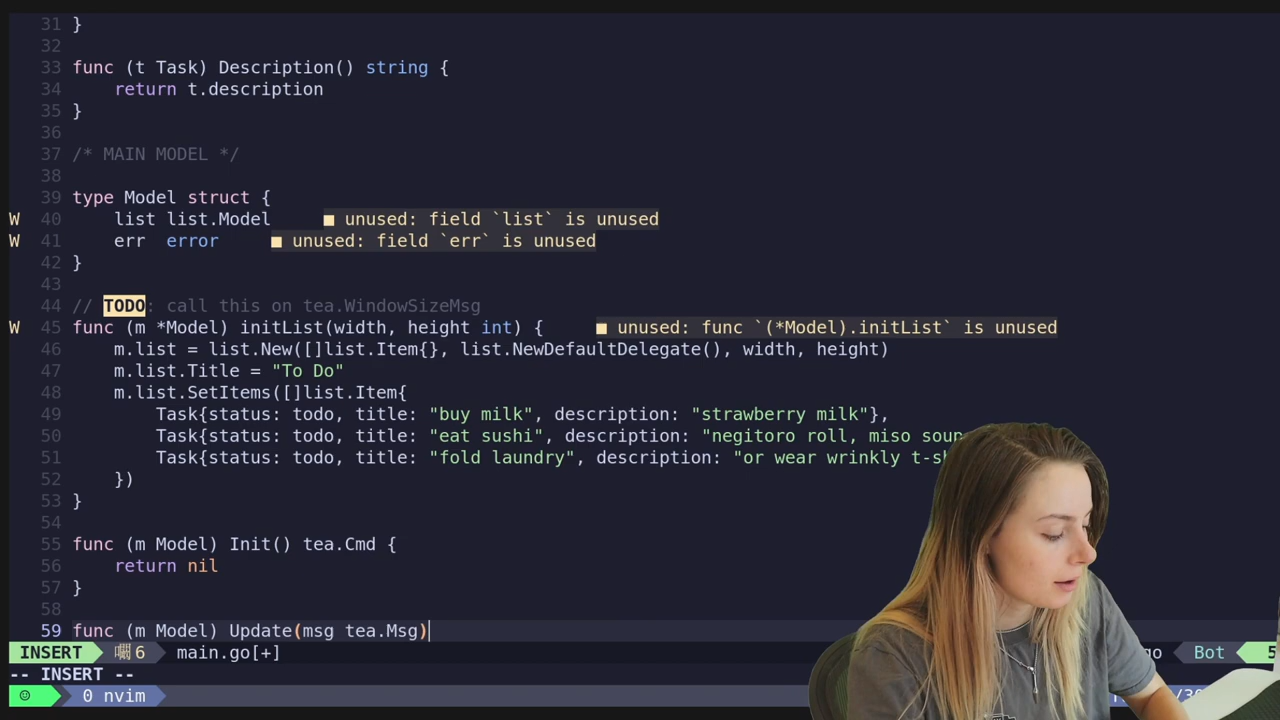 31 }
32
33 func (t Task) Description() string {
34     return t.description
35 }
36
37 /* MAIN MODEL */
38
39 type Model struct {
W 40     list list.Model     ■ unused: field `list` is unused
W 41     err  error     ■ unused: field `err` is unused
42 }
43
44 // TODO: call this on tea.WindowSizeMsg
W 45 func (m *Model) initList(width, height int) {     ■ unused: func `(*Model).initList` is unused
46     m.list = list.New([]list.Item{}, list.NewDefaultDelegate(), width, height)
47     m.list.Title = "To Do"
48     m.list.SetItems([]list.Item{
49         Task{status: todo, title: "buy milk", description: "strawberry milk"},
50         Task{status: todo, title: "eat sushi", description: "negitoro roll, miso soup
51         Task{status: todo, title: "fold laundry", description: "or wear wrinkly t-sh
52     })
53 }
54
55 func (m Model) Init() tea.Cmd {
56     return nil
57 }
58
59 func (m Model) Update(msg tea.Msg)
INSERT 6 main.go[+] go Bot 5
-- INSERT --
0 nvim /30